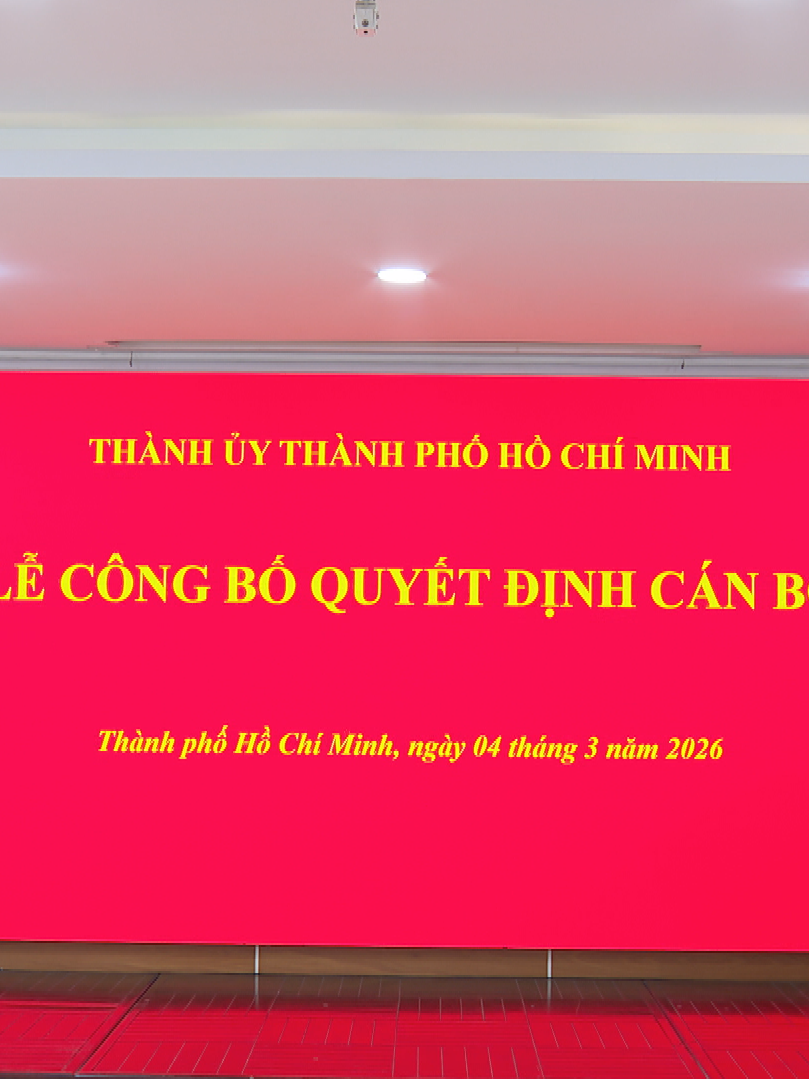 THÀNH ỦY THÀNH PHỐ HỒ CHÍ MINH
LỄ CÔNG BỐ QUYẾT ĐỊNH CÁN
Thành phố Hồ Chí Minh, ngày 04 tháng 3 năm 2026